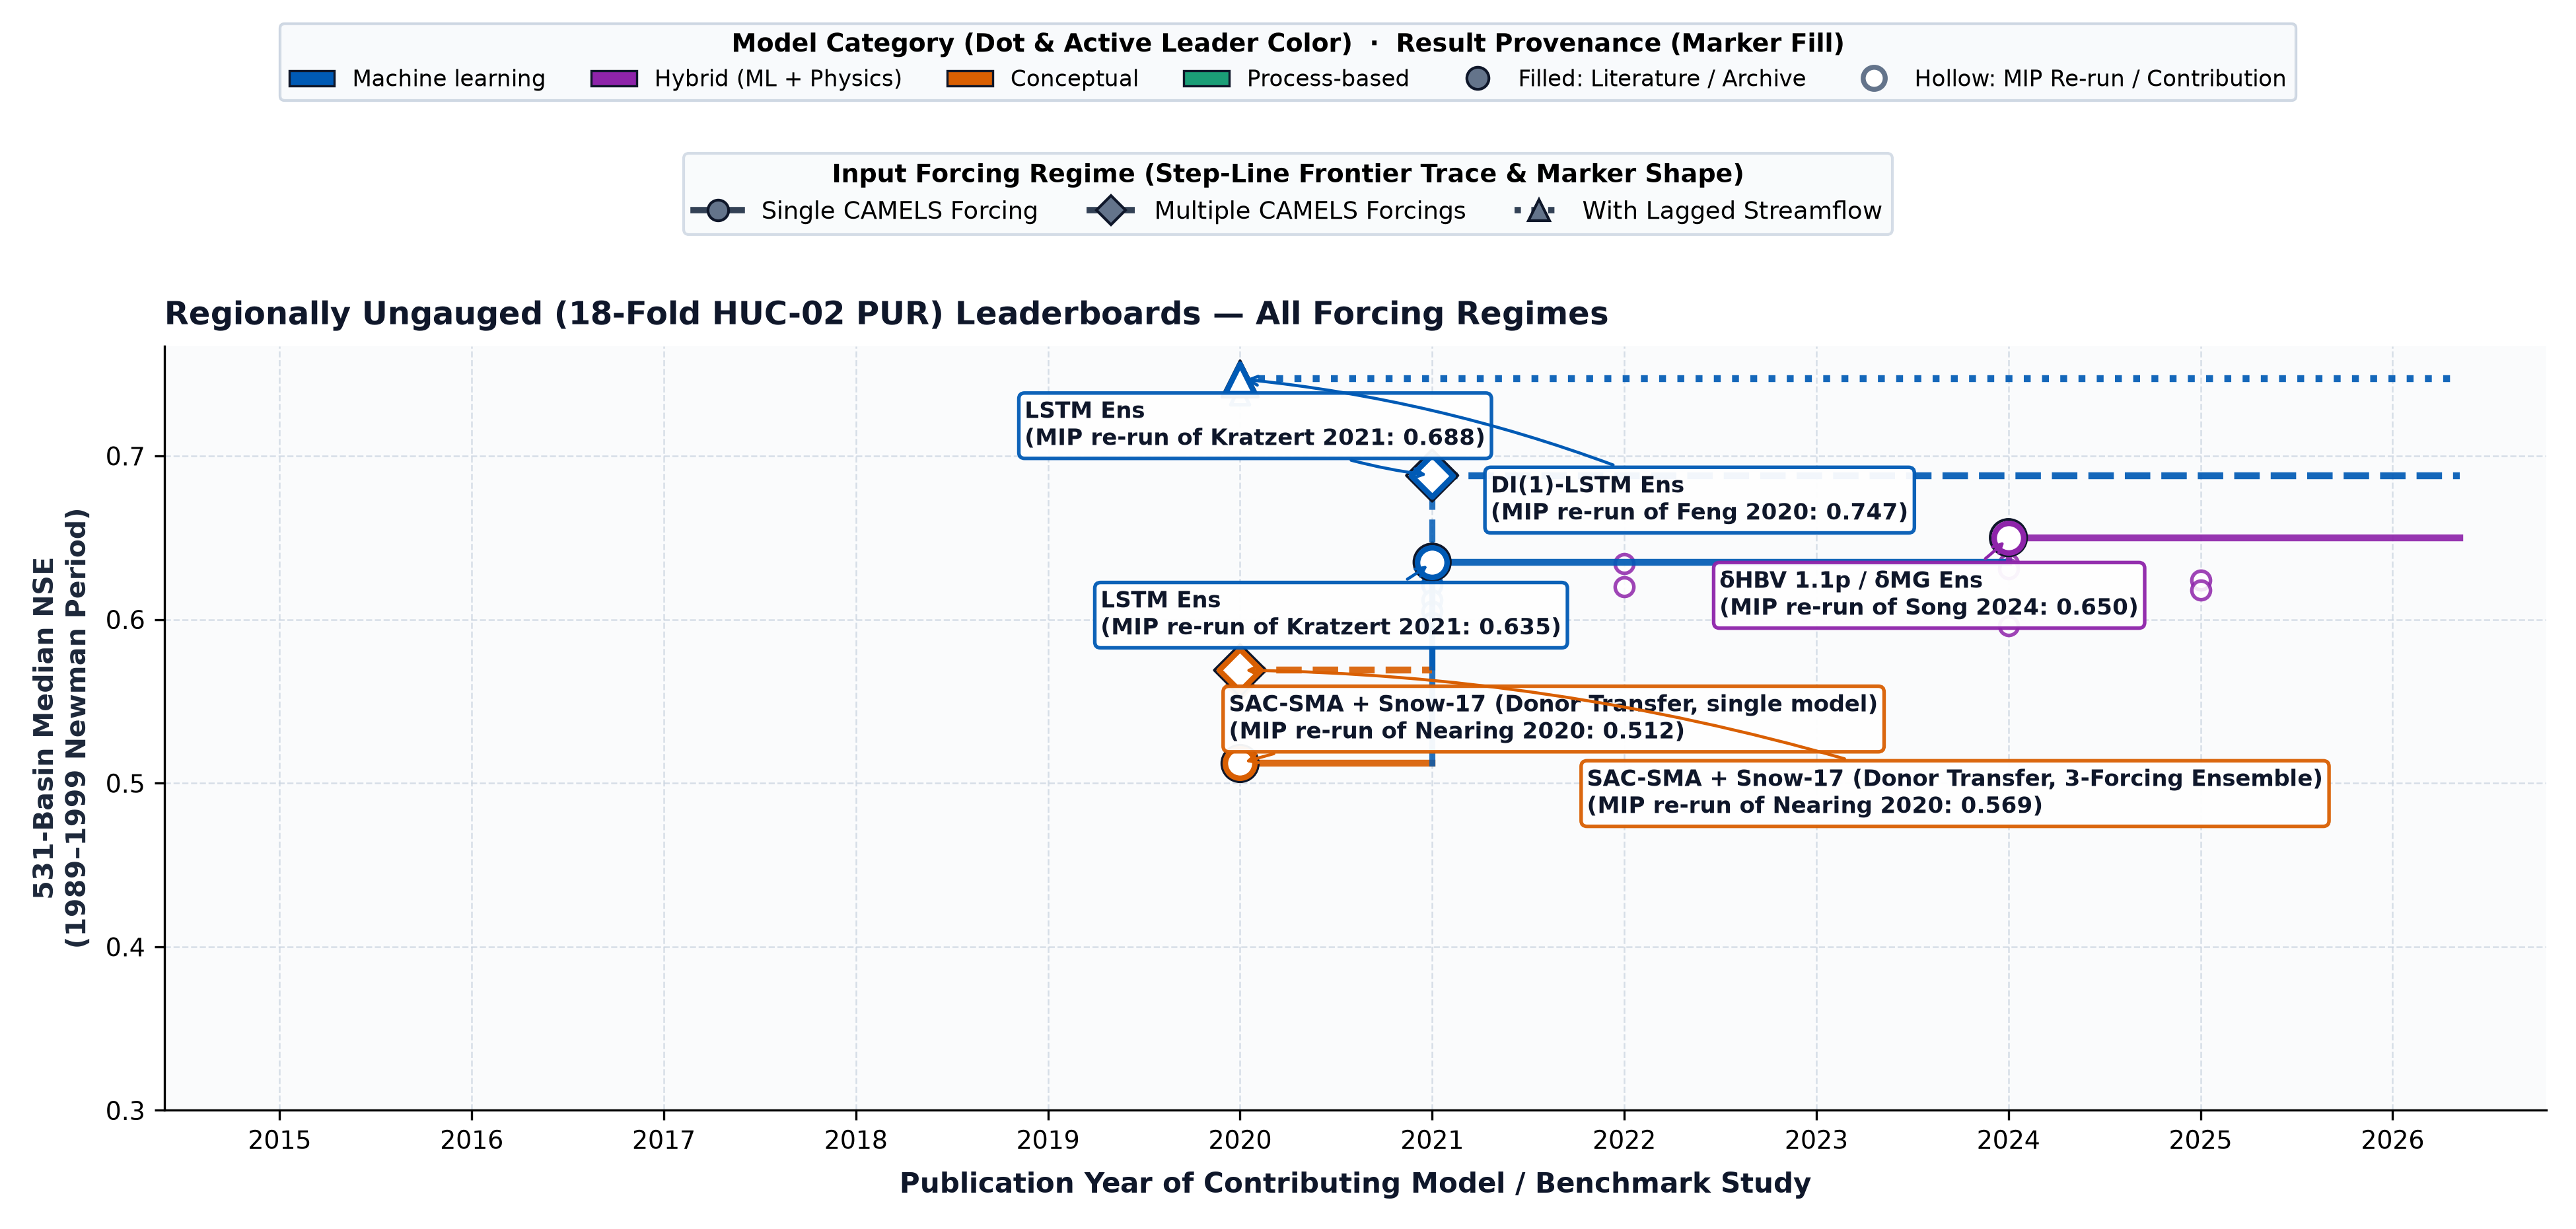 Model Category (Dot & Active Leader Color)  ·  Result Provenance (Marker Fill)
Machine learning
Hybrid (ML + Physics)
Conceptual
Process-based
Filled: Literature / Archive
Hollow: MIP Re-run / Contribution
Input Forcing Regime (Step-Line Frontier Trace & Marker Shape)
Single CAMELS Forcing
Multiple CAMELS Forcings
With Lagged Streamflow
Regionally Ungauged (18-Fold HUC-02 PUR) Leaderboards — All Forcing Regimes
531-Basin Median NSE
(1989–1999 Newman Period)
0.7
0.6
0.5
0.4
0.3
LSTM Ens
(MIP re-run of Kratzert 2021: 0.688)
DI(1)-LSTM Ens
(MIP re-run of Feng 2020: 0.747)
δHBV 1.1p / δMG Ens
(MIP re-run of Song 2024: 0.650)
LSTM Ens
(MIP re-run of Kratzert 2021: 0.635)
SAC-SMA + Snow-17 (Donor Transfer, single model)
(MIP re-run of Nearing 2020: 0.512)
SAC-SMA + Snow-17 (Donor Transfer, 3-Forcing Ensemble)
(MIP re-run of Nearing 2020: 0.569)
2015
2016
2017
2018
2019
2020
2021
2022
2023
2024
2025
2026
Publication Year of Contributing Model / Benchmark Study